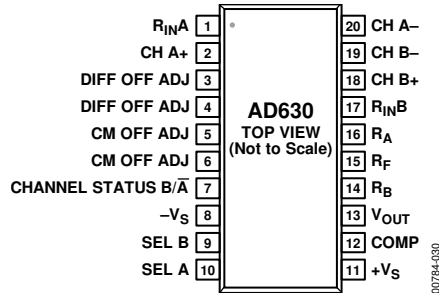 RINA 1
CH A+ 2
DIFF OFF ADJ 3
DIFF OFF ADJ 4
CM OFF ADJ 5
CM OFF ADJ 6
CHANNEL STATUS B/A̅ 7
–VS 8
SEL B 9
SEL A 10
AD630
TOP VIEW
(Not to Scale)
20 CH A–
19 CH B–
18 CH B+
17 RINB
16 RA
15 RF
14 RB
13 VOUT
12 COMP
11 +VS
00784-030